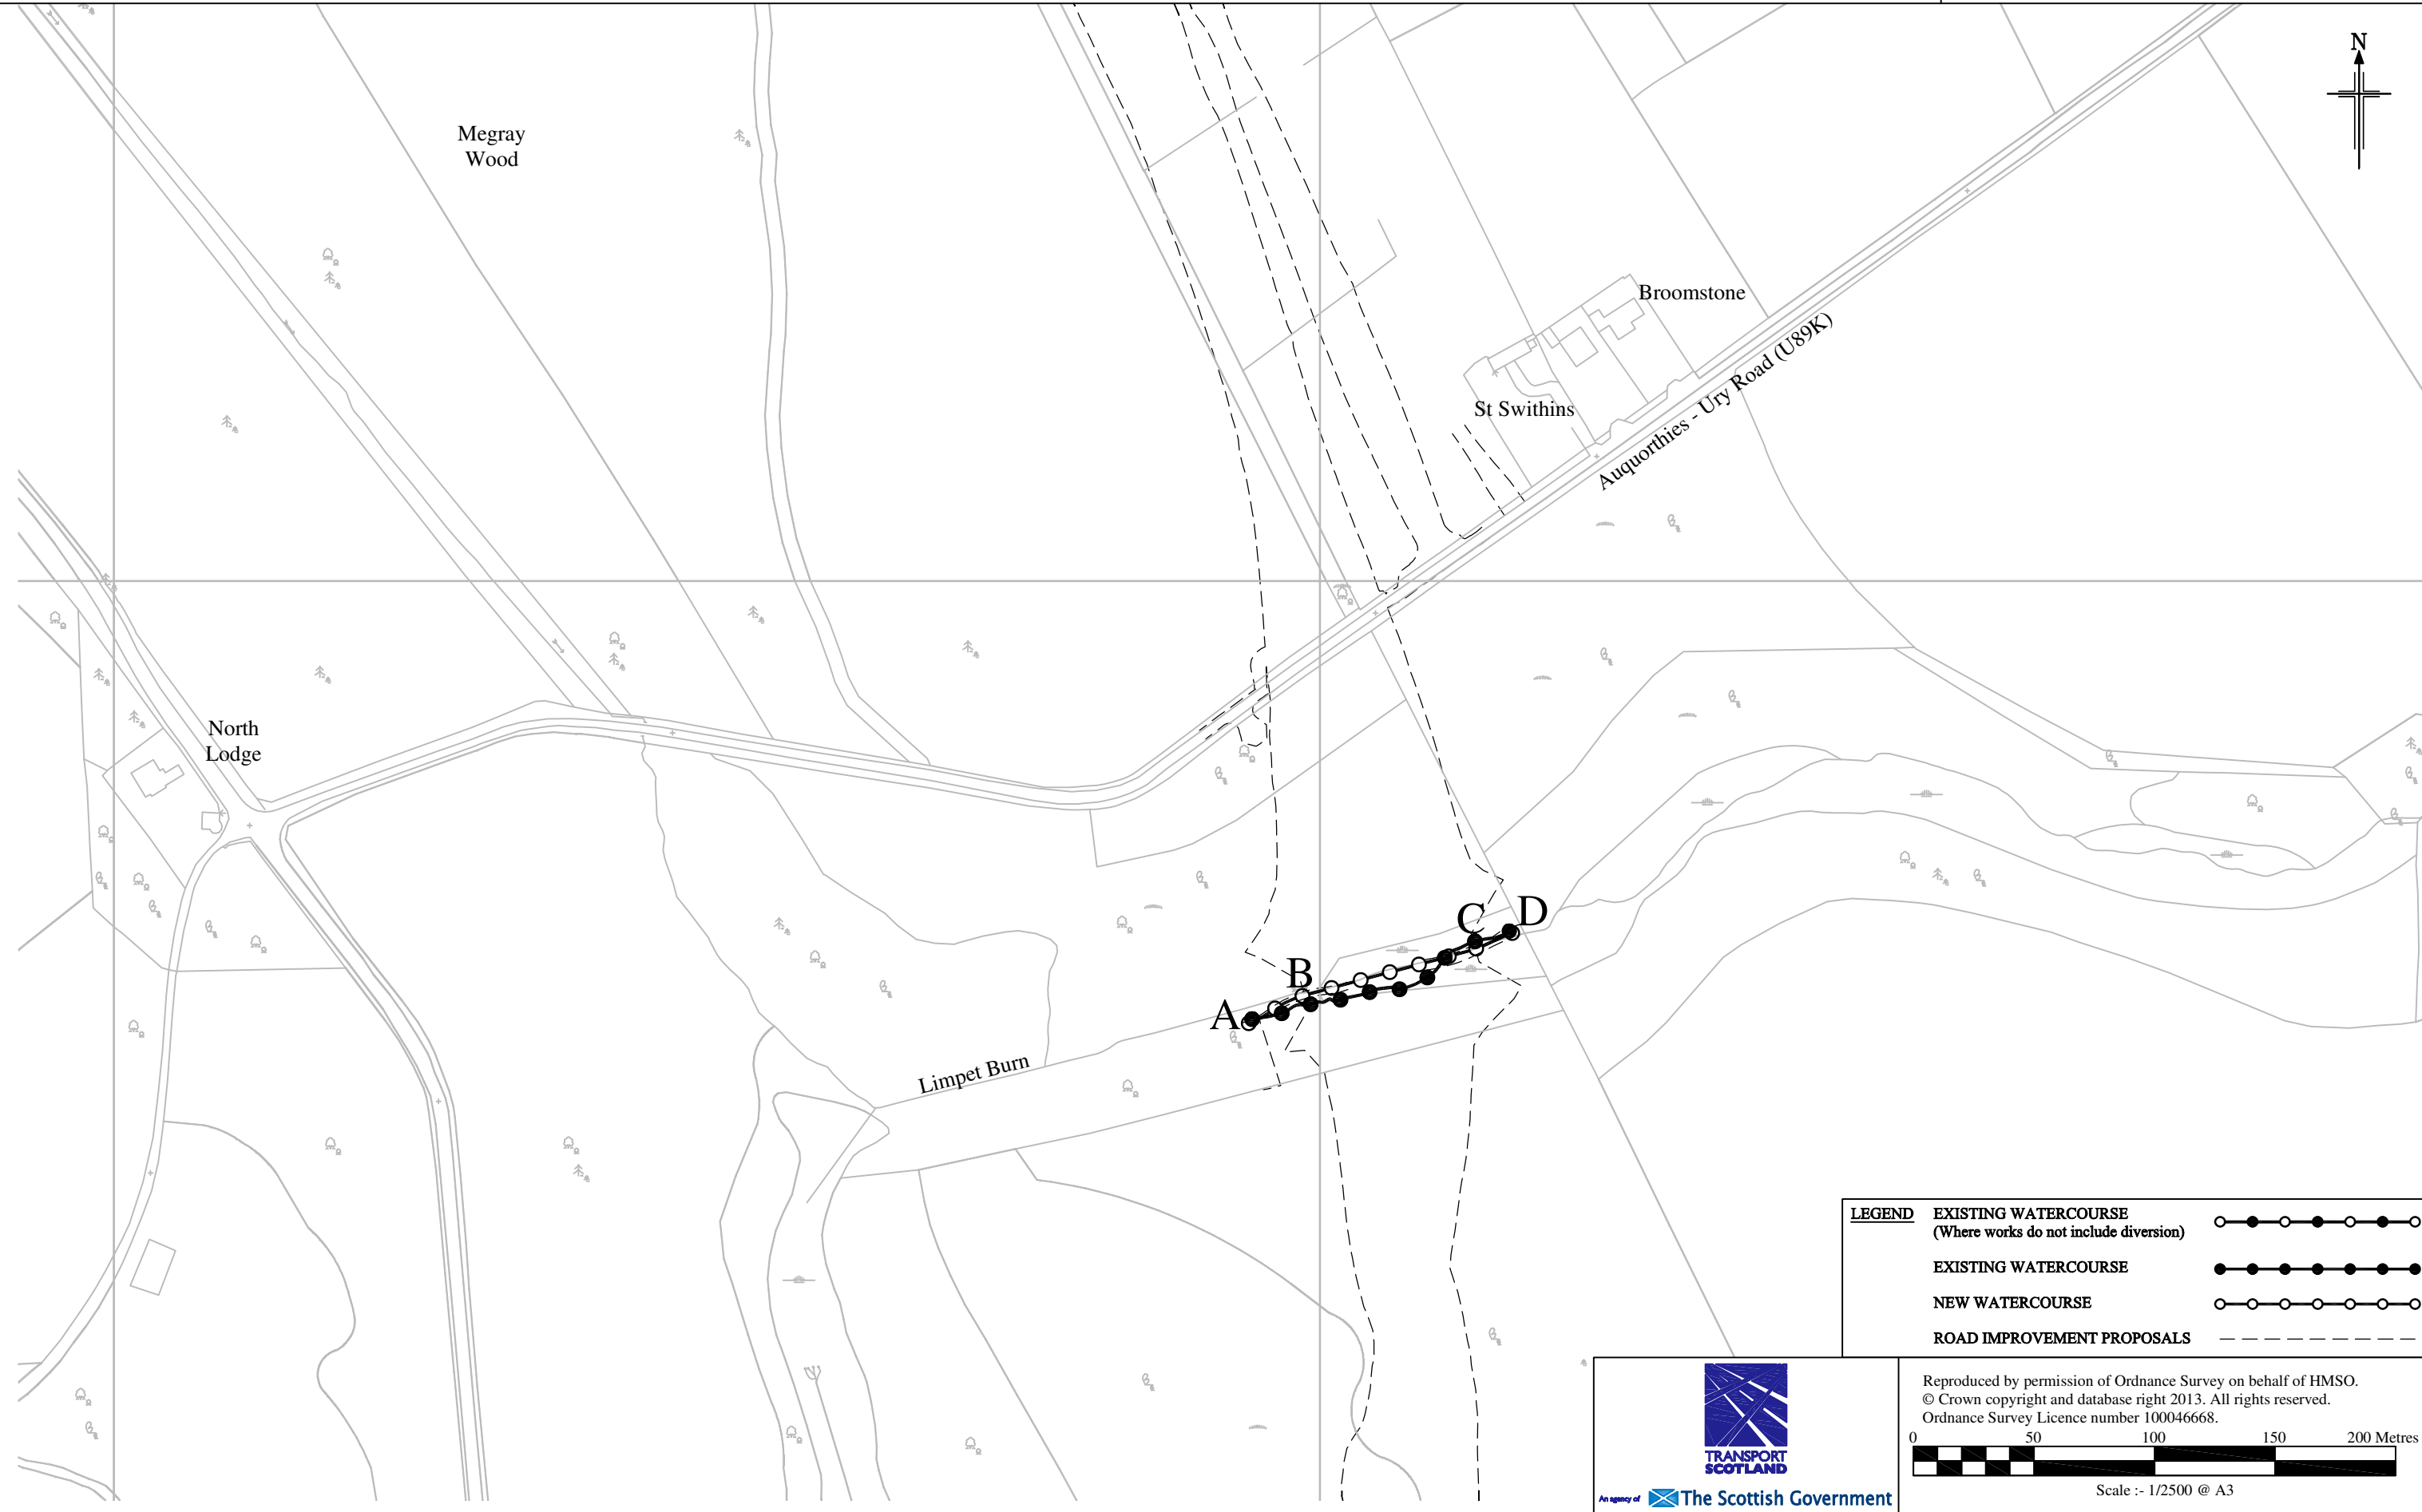 N
Megray
Wood
Broomstone
Auquorthies - Ury Road (U89K)
St Swithins
North
Lodge
C
D
B
A
Limpet Burn
LEGEND
EXISTING WATERCOURSE
(Where works do not include diversion)
EXISTING WATERCOURSE
NEW WATERCOURSE
ROAD IMPROVEMENT PROPOSALS
TRANSPORT
SCOTLAND
An agency of The Scottish Government
Reproduced by permission of Ordnance Survey on behalf of HMSO.
© Crown copyright and database right 2013. All rights reserved.
Ordnance Survey Licence number 100046668.
0 50 100 150 200 Metres
Scale :- 1/2500 @ A3